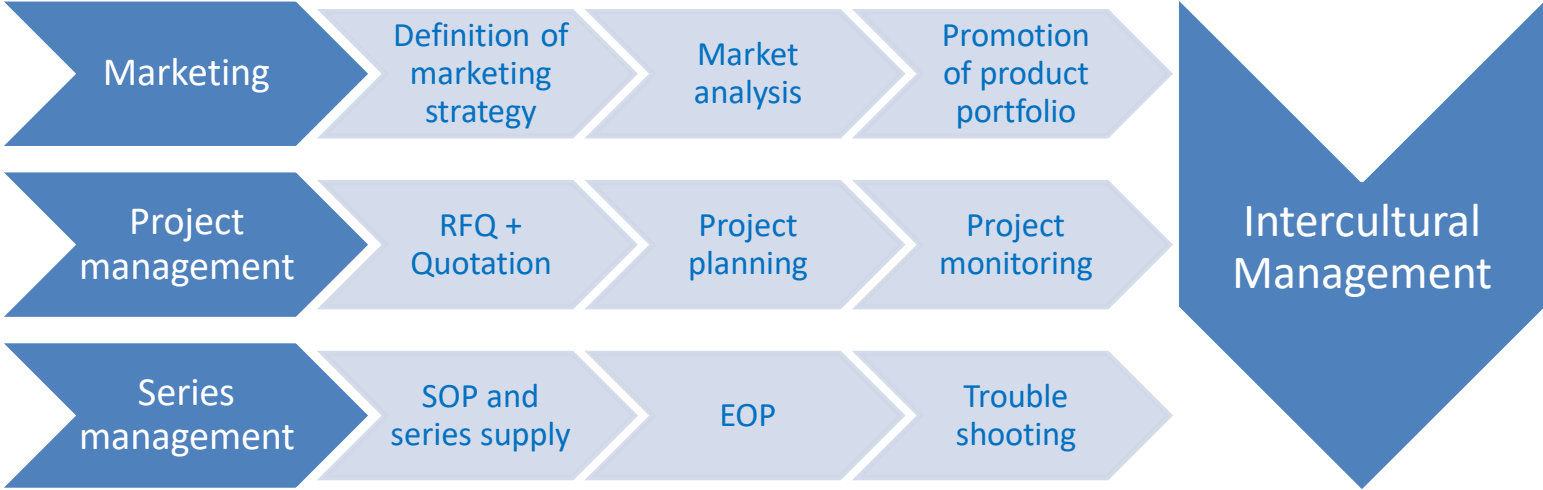 Marketing
Definition of
marketing
strategy
Market
analysis
Promotion
of product
portfolio
Project
management
RFQ +
Quotation
Project
planning
Project
monitoring
Series
management
SOP and
series supply
EOP
Trouble
shooting
Intercultural
Management